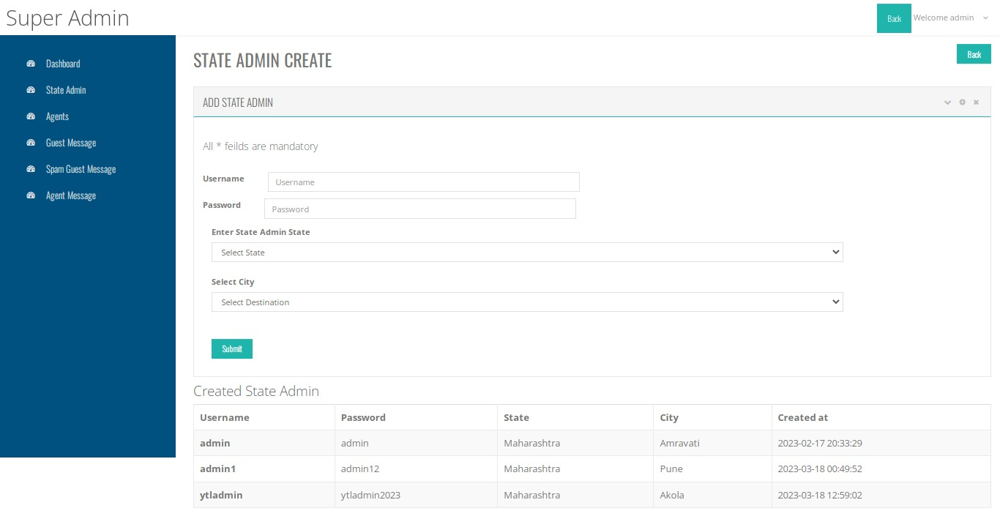 Super Admin
Back Welcome admin
Dashboard
State Admin
Agents
Guest Message
Spam Guest Message
Agent Message
STATE ADMIN CREATE
Back
ADD STATE ADMIN
All * feilds are mandatory
Username Username
Password Password
Enter State Admin State
Select State
Select City
Select Destination
Submit
Created State Admin
Username Password State City Created at
admin admin Maharashtra Amravati 2023-02-17 20:33:29
admin1 admin12 Maharashtra Pune 2023-03-18 00:49:52
ytladmin ytladmin2023 Maharashtra Akola 2023-03-18 12:59:02